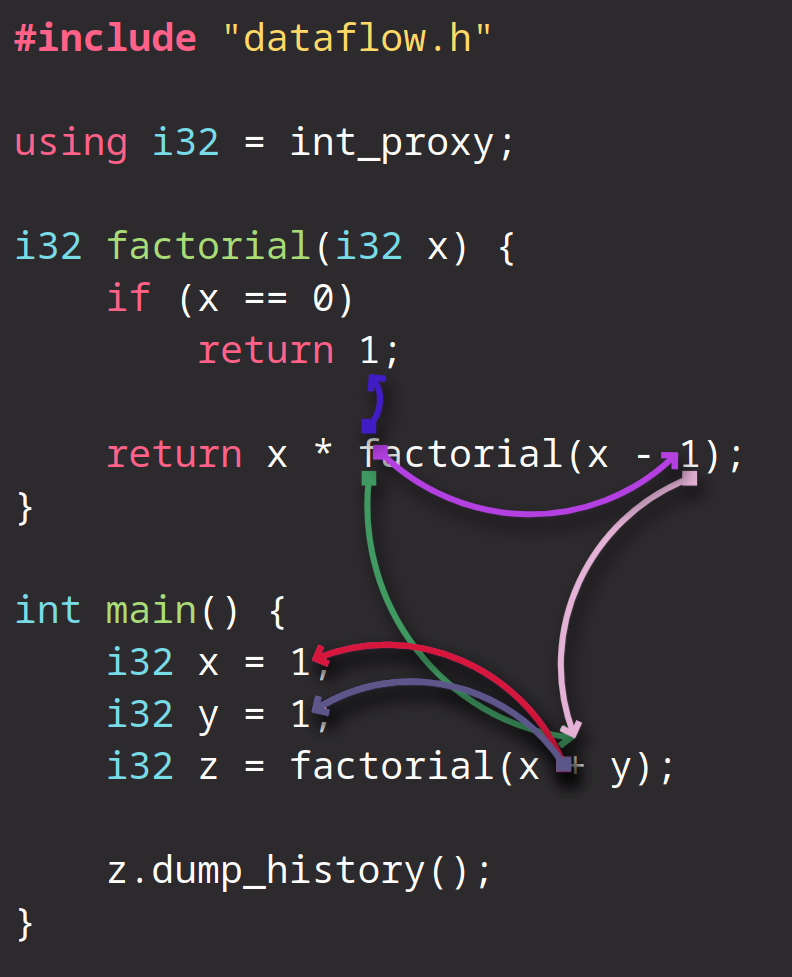 #include "dataflow.h"
using i32 = int_proxy;
i32 factorial(i32 x) {
if (x == 0)
return 1;
return x * factorial(x - 1);
}
int main() {
i32 x = 1;
i32 y = 1;
i32 z = factorial(x + y);
z.dump_history();
}